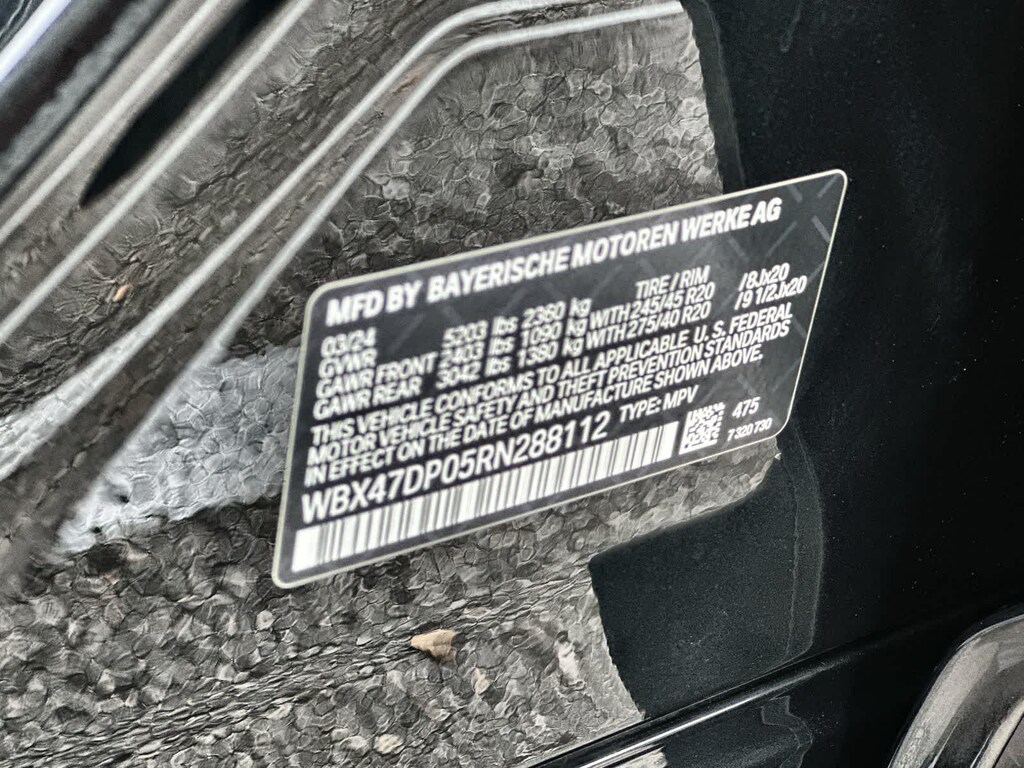 MFD BY BAYERISCHE MOTOREN WERKE AG
03/24 TIRE / RIM
GVWR 5203 lbs 2360 kg WITH 245/45 R20 /8Jx20
GAWR FRONT 2403 lbs 1090 kg WITH 275/40 R20 /9 1/2Jx20
GAWR REAR 3042 lbs 1380 kg
THIS VEHICLE CONFORMS TO ALL APPLICABLE U. S. FEDERAL
MOTOR VEHICLE SAFETY AND THEFT PREVENTION STANDARDS
IN EFFECT ON THE DATE OF MANUFACTURE SHOWN ABOVE.
WBX47DP05RN288112 TYPE: MPV 475
7 320 730